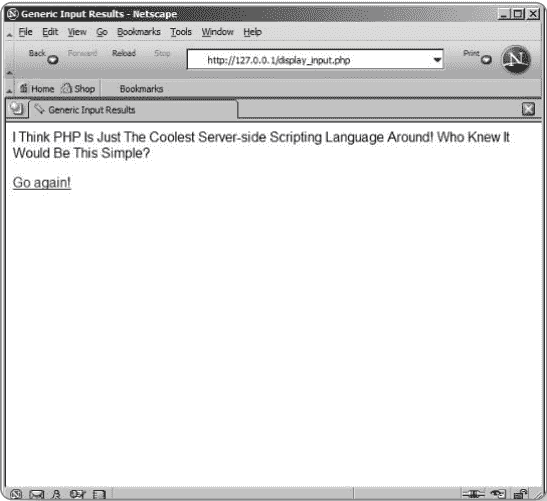 Generic Input Results - Netscape
File Edit View Go Bookmarks Tools Window Help
Back Forward Reload Stop http://127.0.0.1/display_input.php Print N
Home Shop Bookmarks
Generic Input Results
I Think PHP Is Just The Coolest Server-side Scripting Language Around! Who Knew It
Would Be This Simple?
Go again!